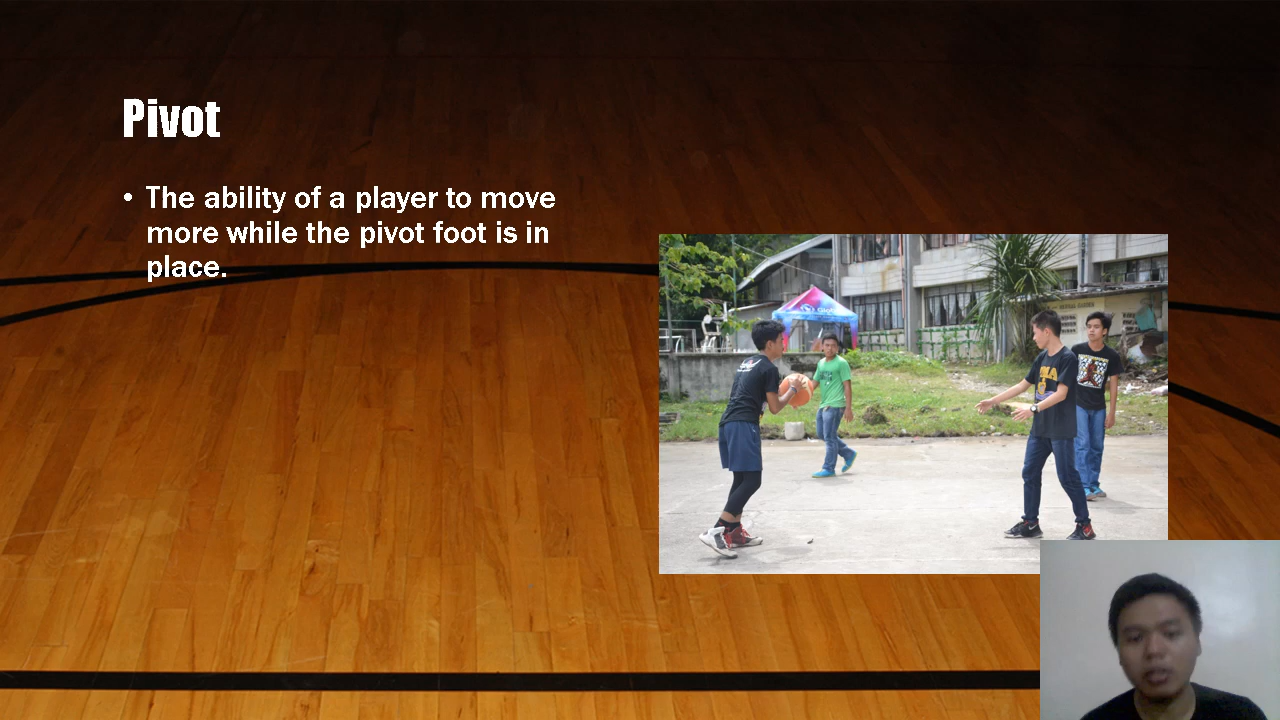 Pivot
• The ability of a player to move
more while the pivot foot is in
place.